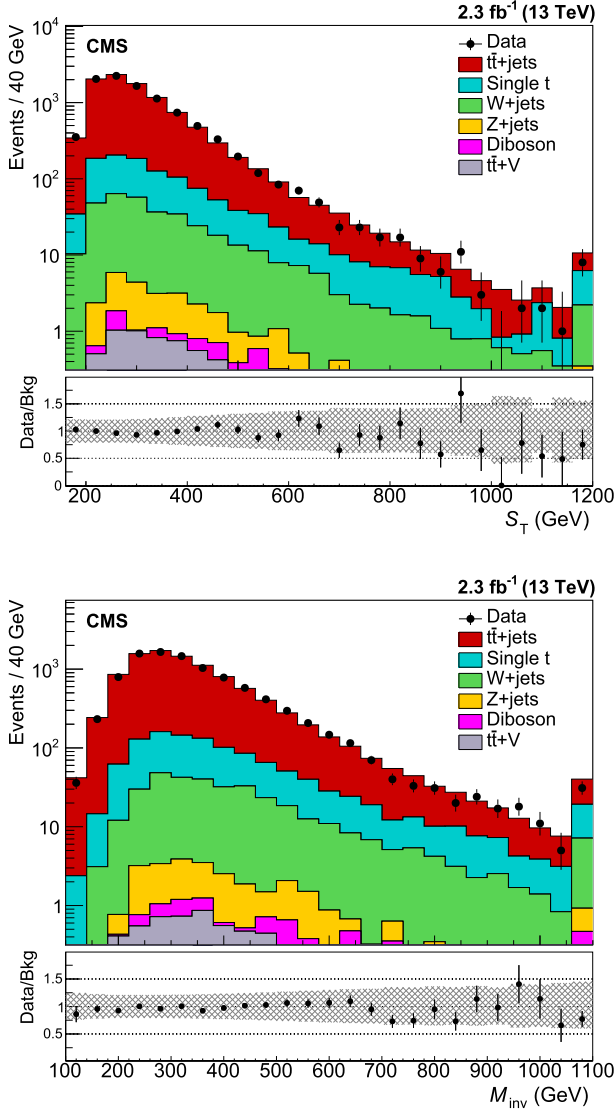 2.3 fb⁻¹ (13 TeV)
Events / 40 GeV
10⁴
10³
10²
10
1
CMS
Data
tt̄+jets
Single t
W+jets
Z+jets
Diboson
tt̄+V
Data/Bkg
1.5
1
0.5
0
200 400 600 800 1000 1200
S_T (GeV)
2.3 fb⁻¹ (13 TeV)
Events / 40 GeV
10³
10²
10
1
CMS
Data
tt̄+jets
Single t
W+jets
Z+jets
Diboson
tt̄+V
Data/Bkg
1.5
1
0.5
100 200 300 400 500 600 700 800 900 1000 1100
M_inv (GeV)